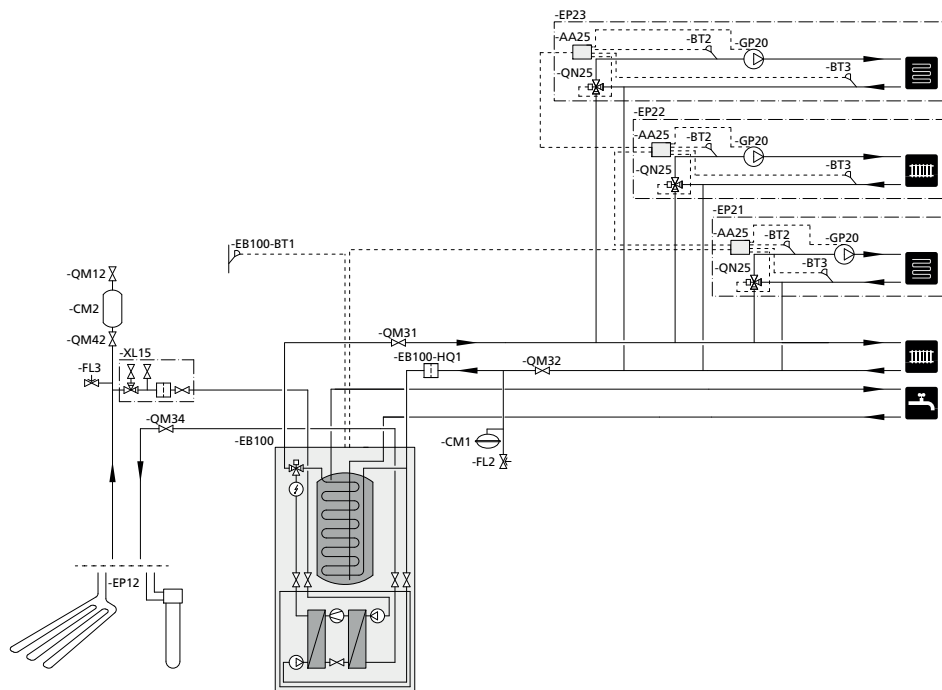 -EP23
-AA25
-BT2
-GP20
-QN25
-BT3
-EP22
-AA25
-BT2
-GP20
-QN25
-BT3
-EP21
-AA25
-BT2
-GP20
-QN25
-BT3
-EB100-BT1
-QM12
-CM2
-QM42
-QM31
-XL15
-EB100-HQ1
-QM32
-FL3
-QM34
-EB100
-CM1
-FL2
-EP12